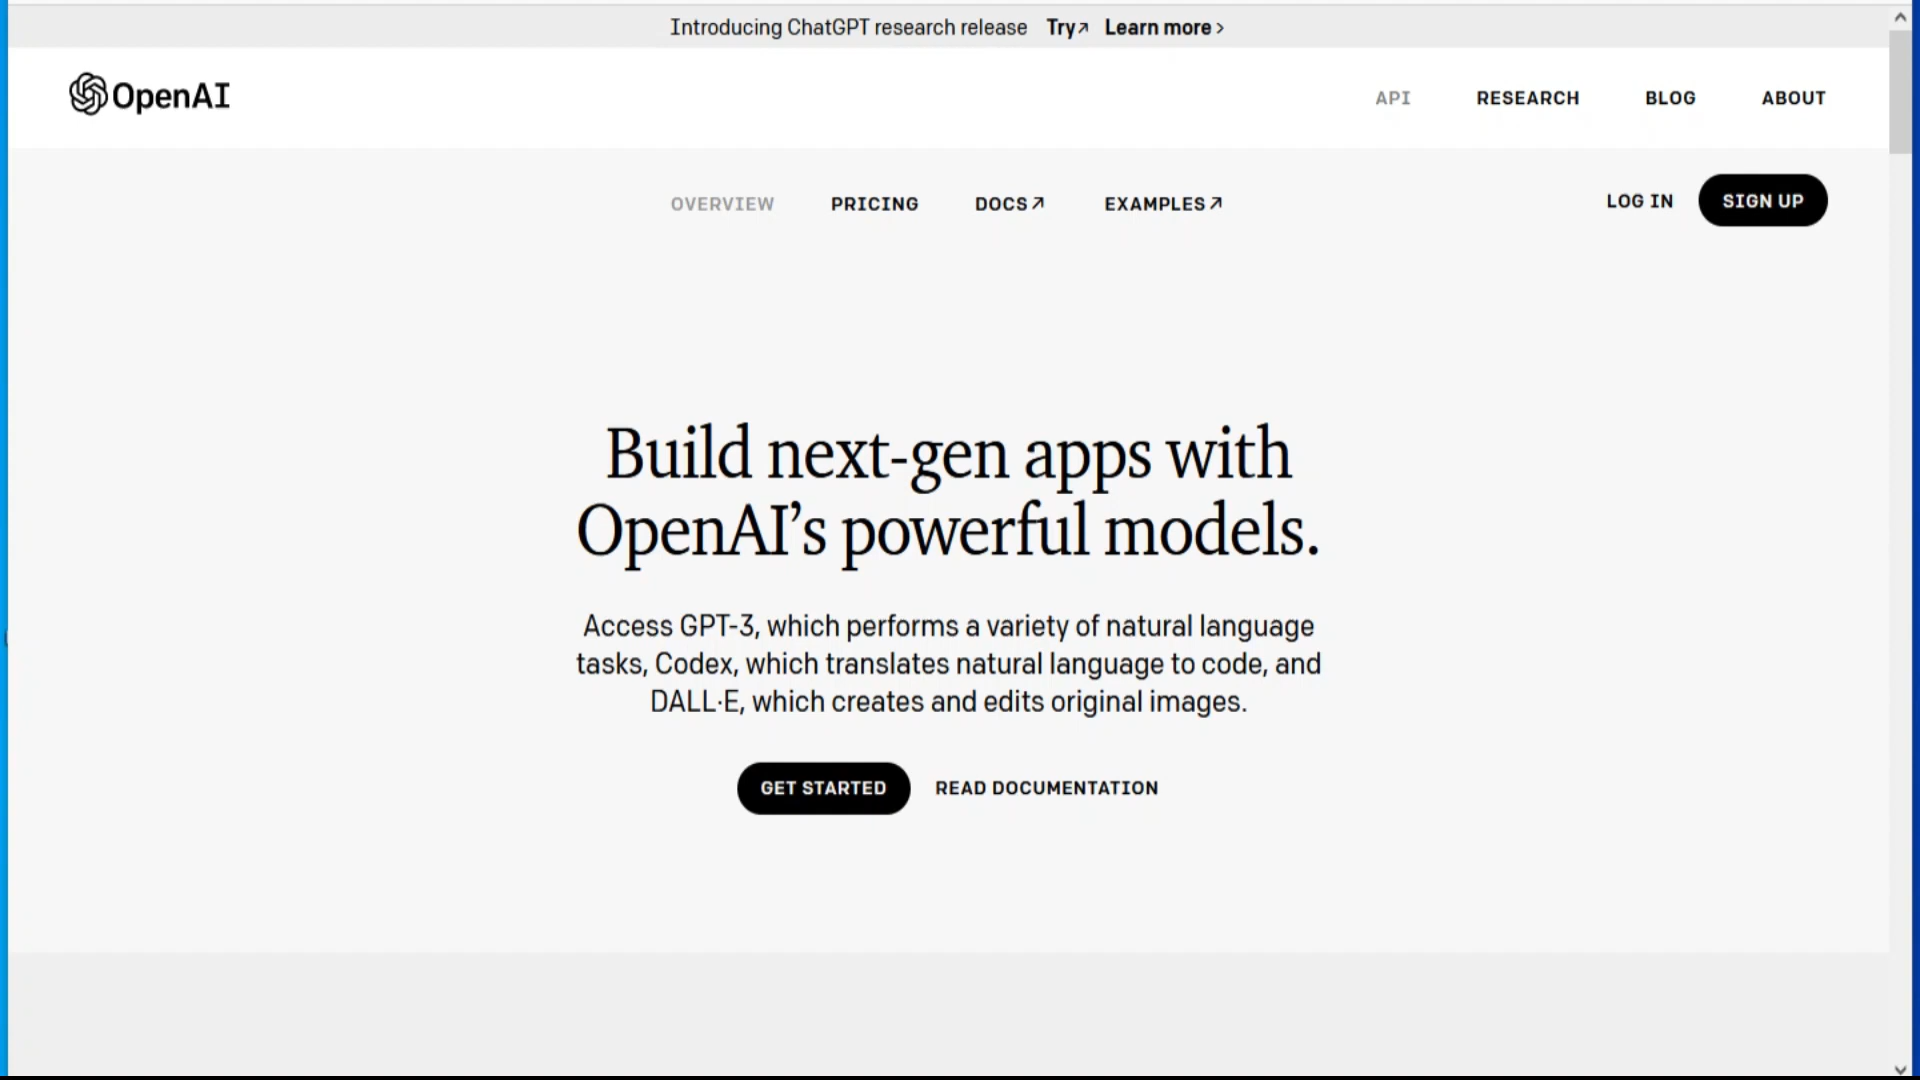 Introducing ChatGPT research release Try↗ Learn more ›
OpenAI
API RESEARCH BLOG ABOUT
OVERVIEW PRICING DOCS↗ EXAMPLES↗
LOG IN SIGN UP
Build next-gen apps with
OpenAI’s powerful models.
Access GPT-3, which performs a variety of natural language
tasks, Codex, which translates natural language to code, and
DALL·E, which creates and edits original images.
GET STARTED READ DOCUMENTATION